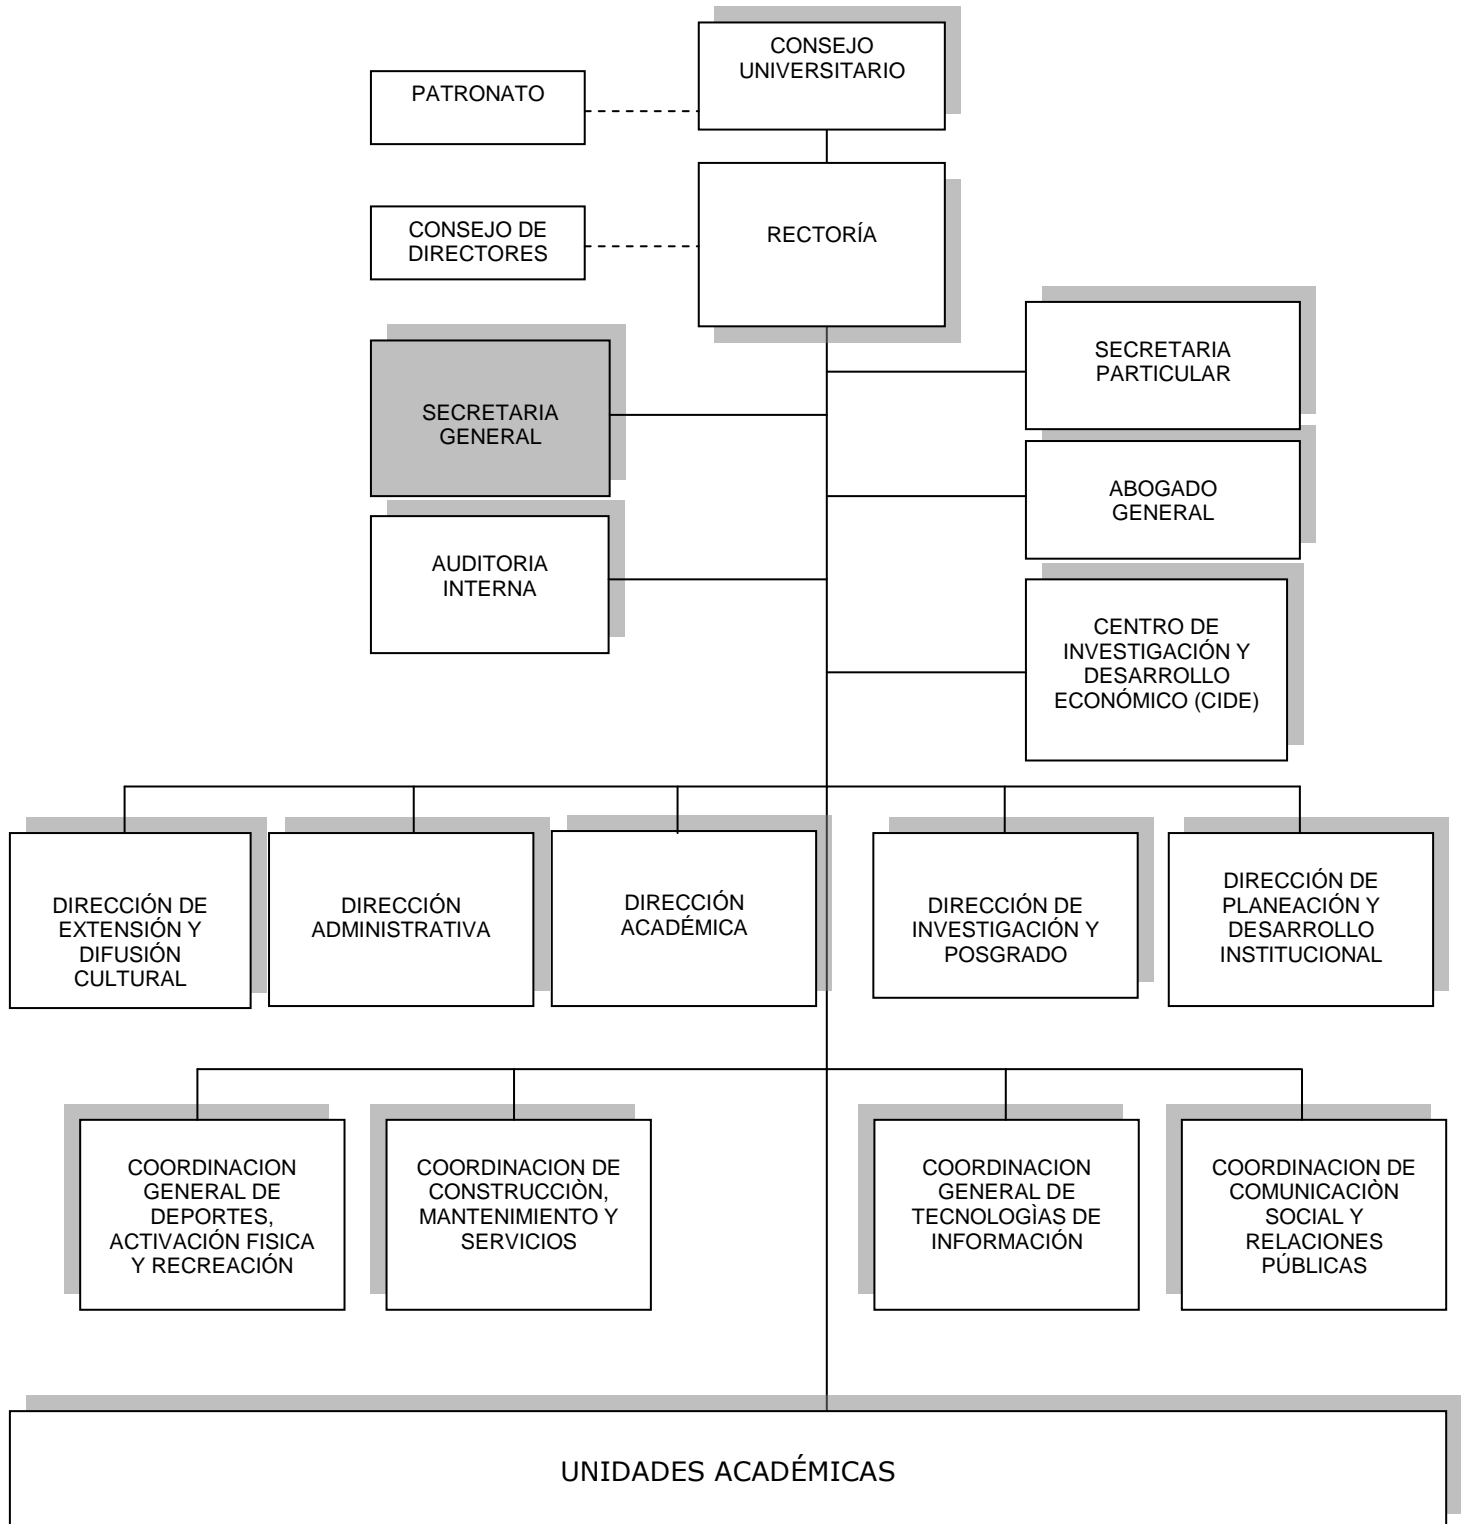 CONSEJO
UNIVERSITARIO
PATRONATO
RECTORÍA
CONSEJO DE
DIRECTORES
SECRETARIA
PARTICULAR
SECRETARIA
GENERAL
ABOGADO
GENERAL
AUDITORIA
INTERNA
CENTRO DE
INVESTIGACIÓN Y
DESARROLLO
ECONÓMICO (CIDE)
DIRECCIÓN DE
EXTENSIÓN Y
DIFUSIÓN
CULTURAL
DIRECCIÓN
ADMINISTRATIVA
DIRECCIÓN
ACADÉMICA
DIRECCIÓN DE
INVESTIGACIÓN Y
POSGRADO
DIRECCIÓN DE
PLANEACIÓN Y
DESARROLLO
INSTITUCIONAL
COORDINACION
GENERAL DE
DEPORTES,
ACTIVACIÓN FISICA
Y RECREACIÓN
COORDINACION DE
CONSTRUCCIÒN,
MANTENIMIENTO Y
SERVICIOS
COORDINACION
GENERAL DE
TECNOLOGÌAS DE
INFORMACIÓN
COORDINACION DE
COMUNICACIÒN
SOCIAL Y
RELACIONES
PÚBLICAS
UNIDADES ACADÉMICAS